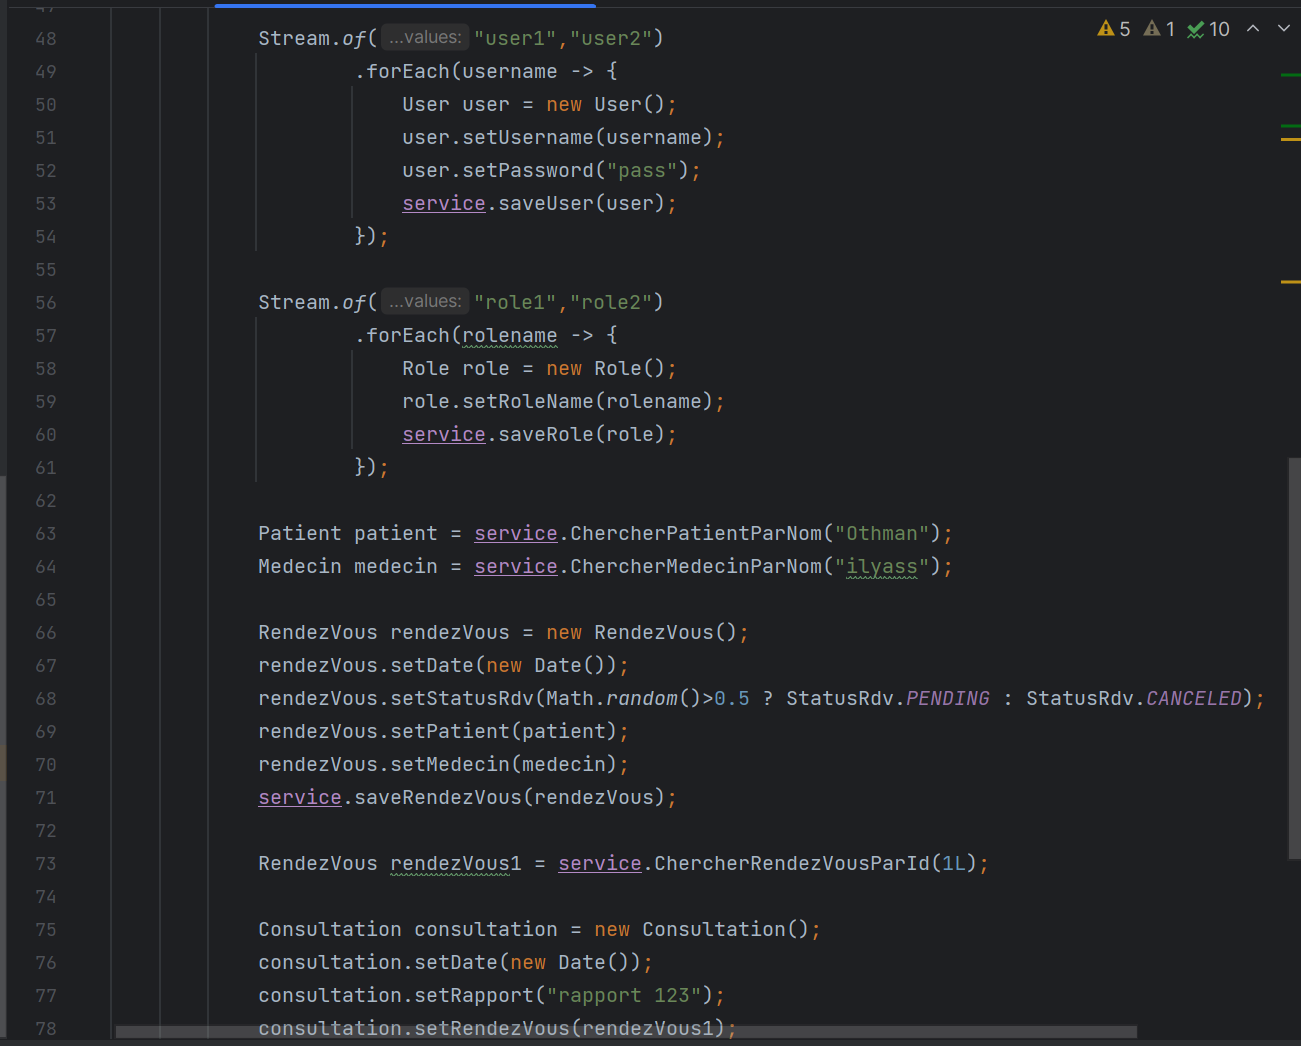 5 1 10
48 Stream.of( ...values: "user1","user2")
49 .forEach(username -> {
50 User user = new User();
51 user.setUsername(username);
52 user.setPassword("pass");
53 service.saveUser(user);
54 });
55
56 Stream.of( ...values: "role1","role2")
57 .forEach(rolename -> {
58 Role role = new Role();
59 role.setRoleName(rolename);
60 service.saveRole(role);
61 });
62
63 Patient patient = service.ChercherPatientParNom("Othman");
64 Medecin medecin = service.ChercherMedecinParNom("ilyass");
65
66 RendezVous rendezVous = new RendezVous();
67 rendezVous.setDate(new Date());
68 rendezVous.setStatusRdv(Math.random()>0.5 ? StatusRdv.PENDING : StatusRdv.CANCELED);
69 rendezVous.setPatient(patient);
70 rendezVous.setMedecin(medecin);
71 service.saveRendezVous(rendezVous);
72
73 RendezVous rendezVous1 = service.ChercherRendezVousParId(1L);
74
75 Consultation consultation = new Consultation();
76 consultation.setDate(new Date());
77 consultation.setRapport("rapport 123");
78 consultation.setRendezVous(rendezVous1);